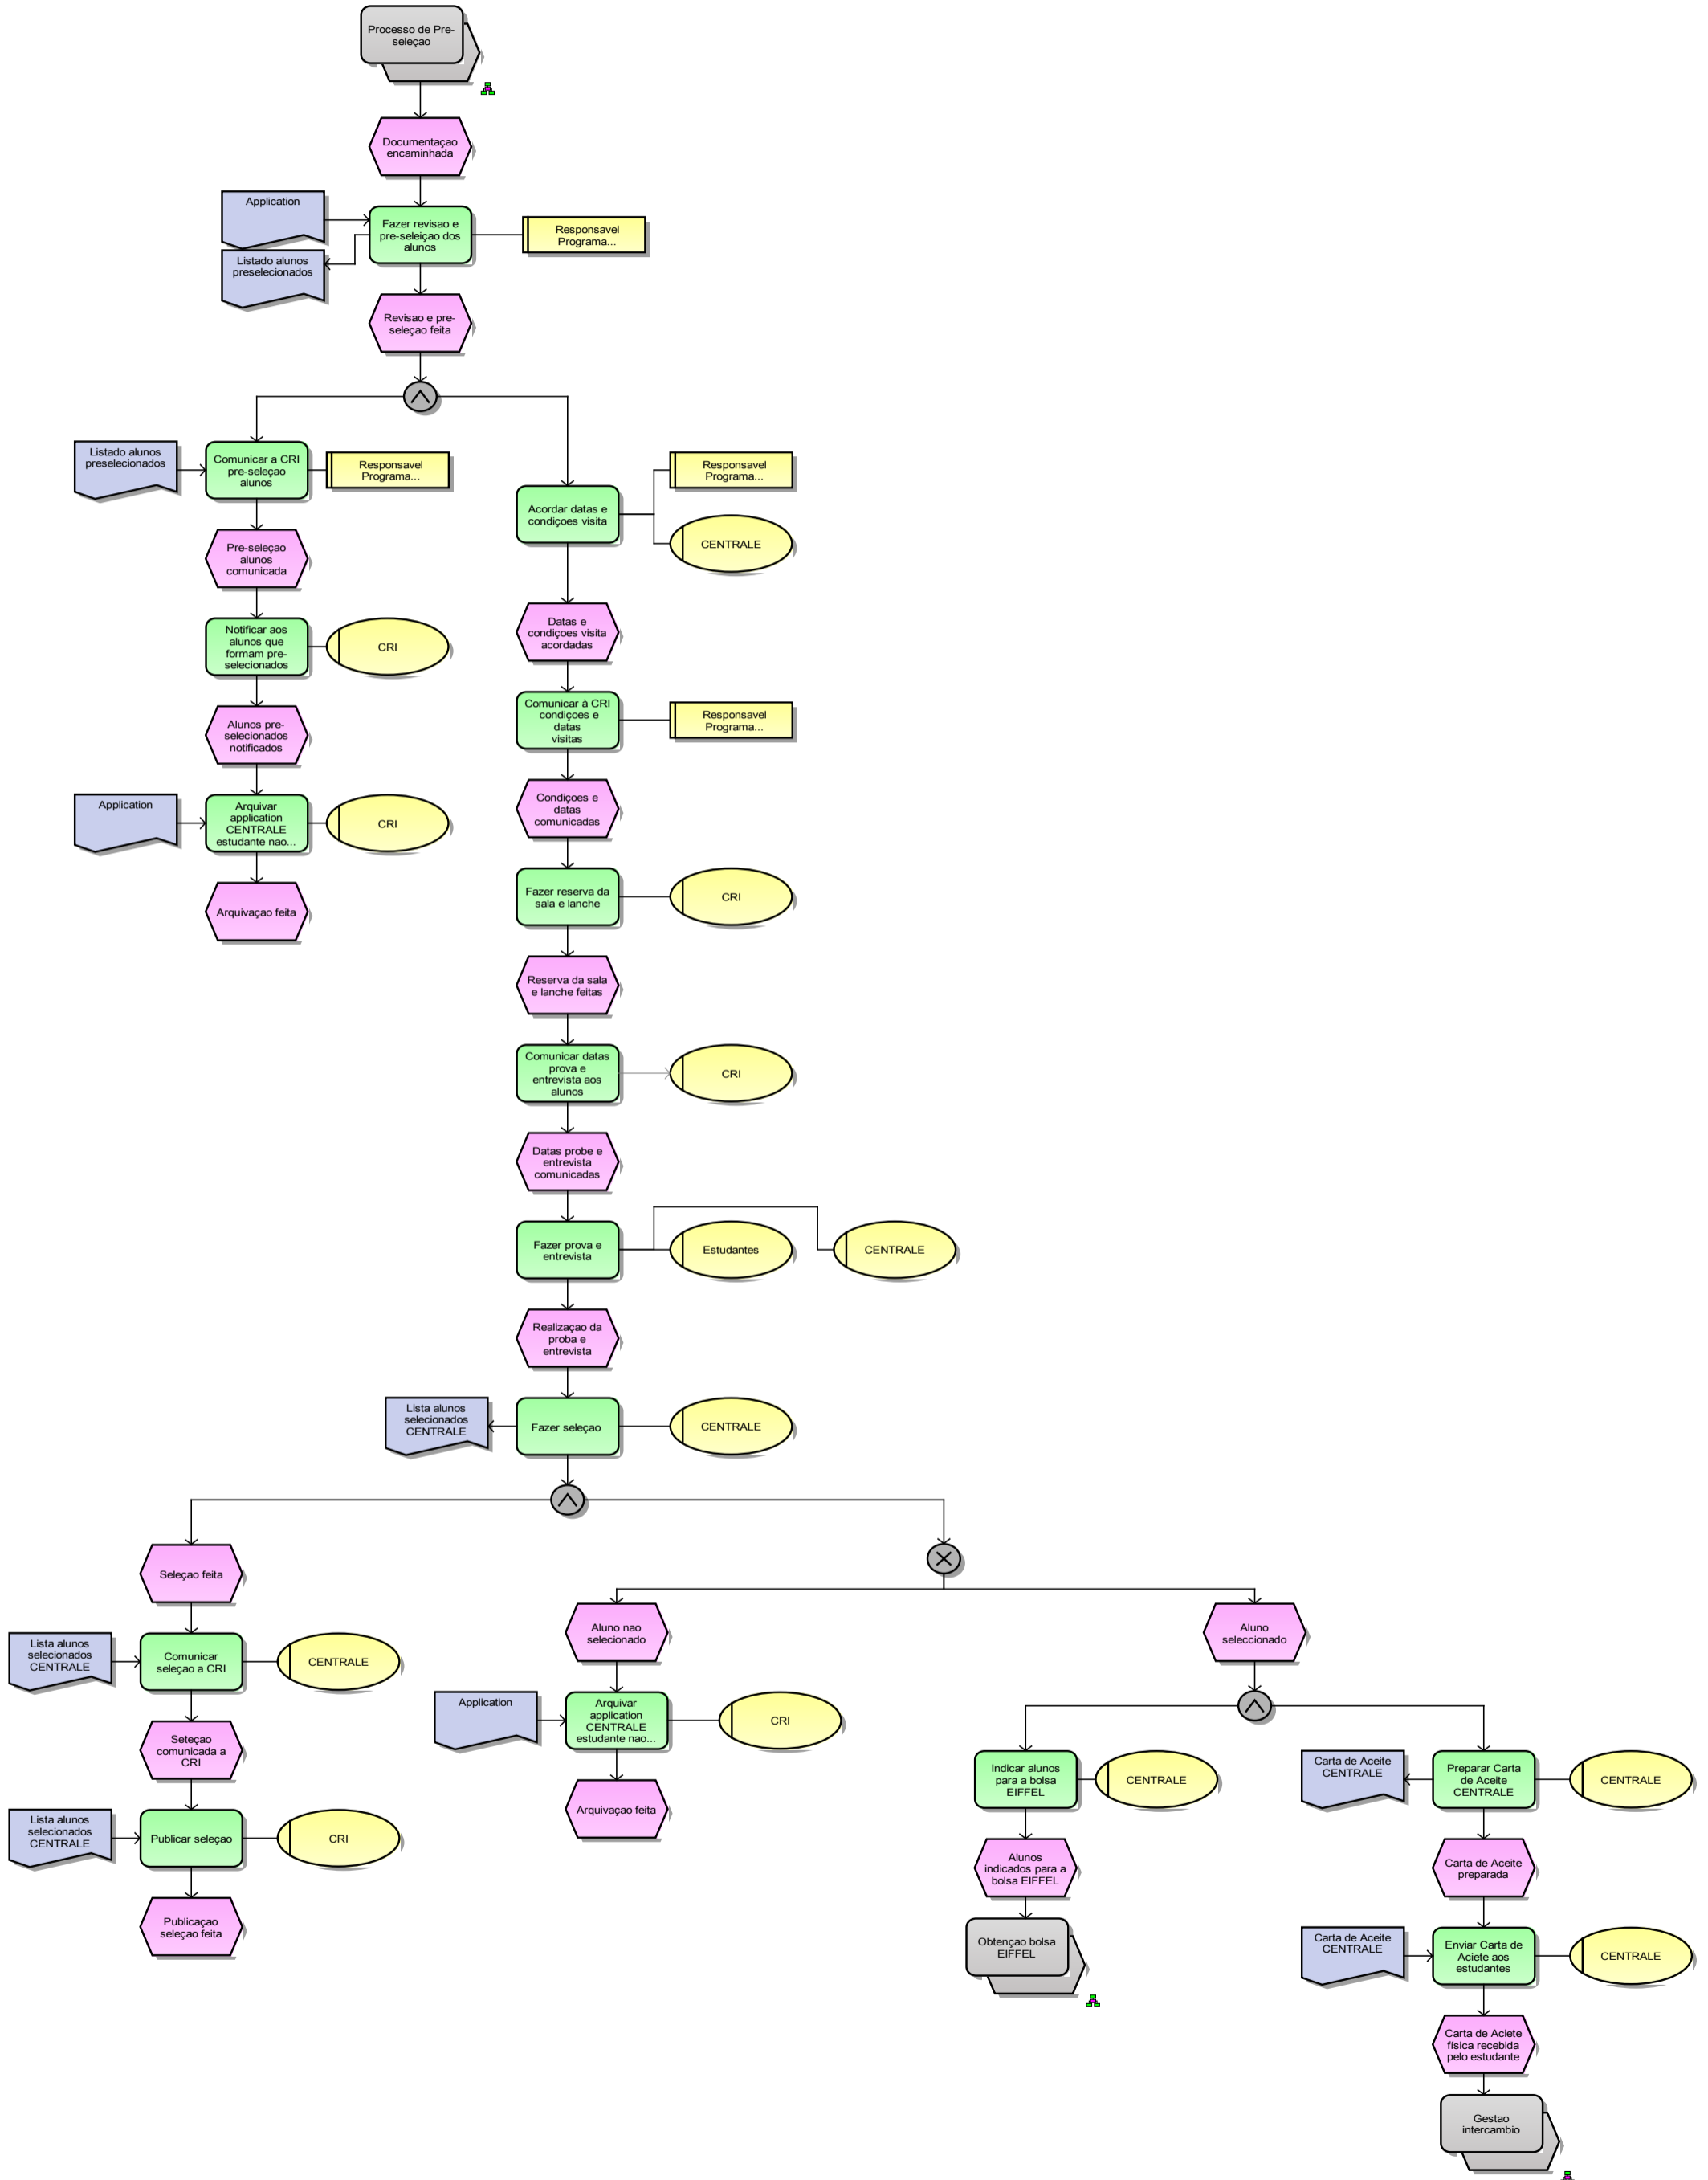 Processo de Pre-
seleçao
Documentaçao
encaminhada
Application
Fazer revisao e
pre-seleiçao dos
alunos
Responsavel
Programa...
Listado alunos
preselecionados
Revisao e pre-
seleçao feita
Listado alunos
preselecionados
Comunicar a CRI
pre-seleçao
alunos
Responsavel
Programa...
Responsavel
Programa...
Acordar datas e
condiçoes visita
CENTRALE
Pre-seleçao
alunos
comunicada
Notificar aos
alunos que
formam pre-
selecionados
CRI
Datas e
condiçoes visita
acordadas
Comunicar à CRI
condiçoes e
datas
visitas
Responsavel
Programa...
Alunos pre-
selecionados
notificados
Application
Arquivar
application
CENTRALE
estudante nao...
CRI
Condiçoes e
datas
comunicadas
Arquivaçao feita
Fazer reserva da
sala e lanche
CRI
Reserva da sala
e lanche feitas
Comunicar datas
prova e
entrevista aos
alunos
CRI
Datas probe e
entrevista
comunicadas
Fazer prova e
entrevista
Estudantes
CENTRALE
Realizaçao da
proba e
entrevista
Lista alunos
selecionados
CENTRALE
Fazer seleçao
CENTRALE
Seleçao feita
Lista alunos
selecionados
CENTRALE
Comunicar
seleçao a CRI
CENTRALE
Aluno nao
selecionado
Aluno
seleccionado
Seteçao
comunicada a
CRI
Application
Arquivar
application
CENTRALE
estudante nao...
CRI
Lista alunos
selecionados
CENTRALE
Publicar seleçao
CRI
Arquivaçao feita
Indicar alunos
para a bolsa
EIFFEL
CENTRALE
Carta de Aceite
CENTRALE
Preparar Carta
de Aceite
CENTRALE
CENTRALE
Publicaçao
seleçao feita
Alunos
indicados para a
bolsa EIFFEL
Carta de Aceite
preparada
Obtençao bolsa
EIFFEL
Carta de Aceite
CENTRALE
Enviar Carta de
Aciete aos
estudantes
CENTRALE
Carta de Aciete
física recebida
pelo estudante
Gestao
intercambio